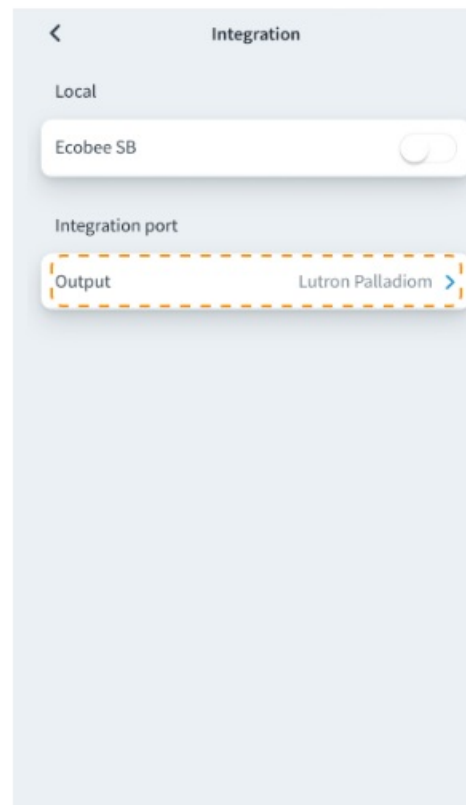 Integration
Local
Ecobee SB
Integration port
Output Lutron Palladiom